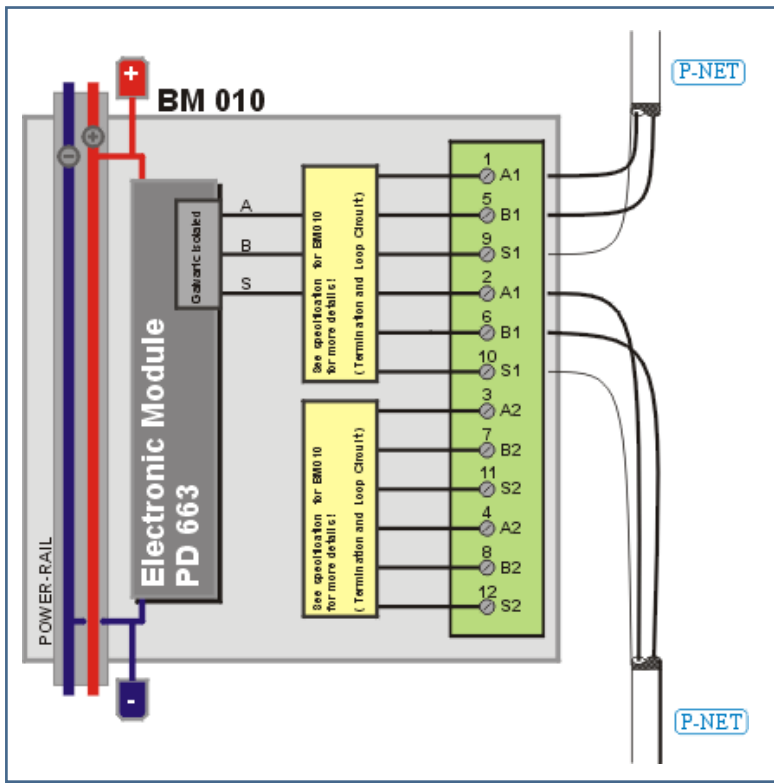 +
BM 010
P-NET
+
-
POWER-RAIL
Electronic Module
PD 663
Galvanic Isolated
A
B
S
See specification for BM010
for more details!
( Termination and Loop Circuit )
See specification for BM010
for more details!
( Termination and Loop Circuit )
1
A1
5
B1
9
S1
2
A1
6
B1
10
S1
3
A2
7
B2
11
S2
4
A2
8
B2
12
S2
-
P-NET